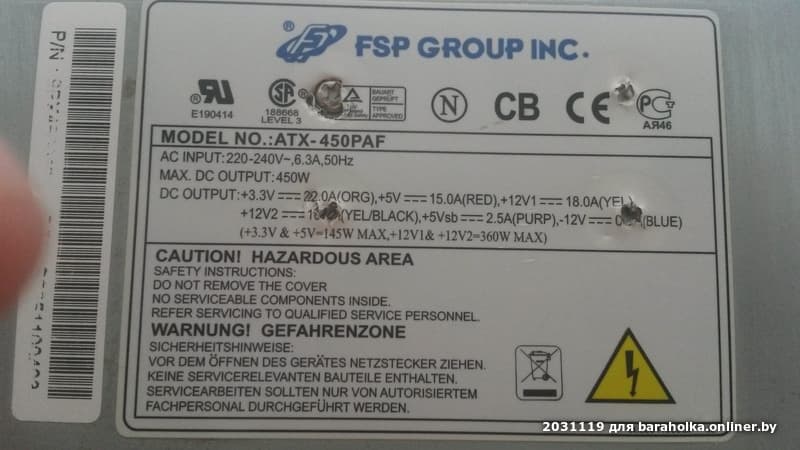 P/N :
FSP GROUP INC.
E190414
188668
LEVEL 3
BAUART
GEPRÜFT
TYPE
APPROVED
N
CB
CE
АЯ46
MODEL NO.:ATX-450PAF
AC INPUT:220-240V~,6.3A,50Hz
MAX. DC OUTPUT:450W
DC OUTPUT:+3.3V 22.0A(ORG),+5V 15.0A(RED),+12V1 18.0A(YEL)
+12V2 (YEL/BLACK),+5Vsb 2.5A(PURP),-12V (BLUE)
(+3.3V & +5V=145W MAX,+12V1& +12V2=360W MAX)
CAUTION! HAZARDOUS AREA
SAFETY INSTRUCTIONS:
DO NOT REMOVE THE COVER
NO SERVICEABLE COMPONENTS INSIDE.
REFER SERVICING TO QUALIFIED SERVICE PERSONNEL.
WARNUNG! GEFAHRENZONE
SICHERHEITSHINWEISE:
VOR DEM ÖFFNEN DES GERÄTES NETZSTECKER ZIEHEN.
KEINE SERVICERELEVANTEN BAUTEILE ENTHALTEN.
SERVICEARBEITEN SOLLTEN NUR VON AUTORISIERTEM
FACHPERSONAL DURCHGEFÜHRT WERDEN.
2031119 для baraholka.onliner.by